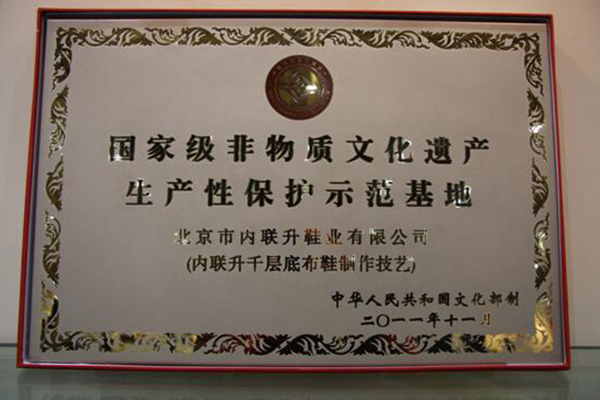 国家级非物质文化遗产
生产性保护示范基地
北京市内联升鞋业有限公司
(内联升千层底布鞋制作技艺)
中华人民共和国文化部制
二〇一一年十一月